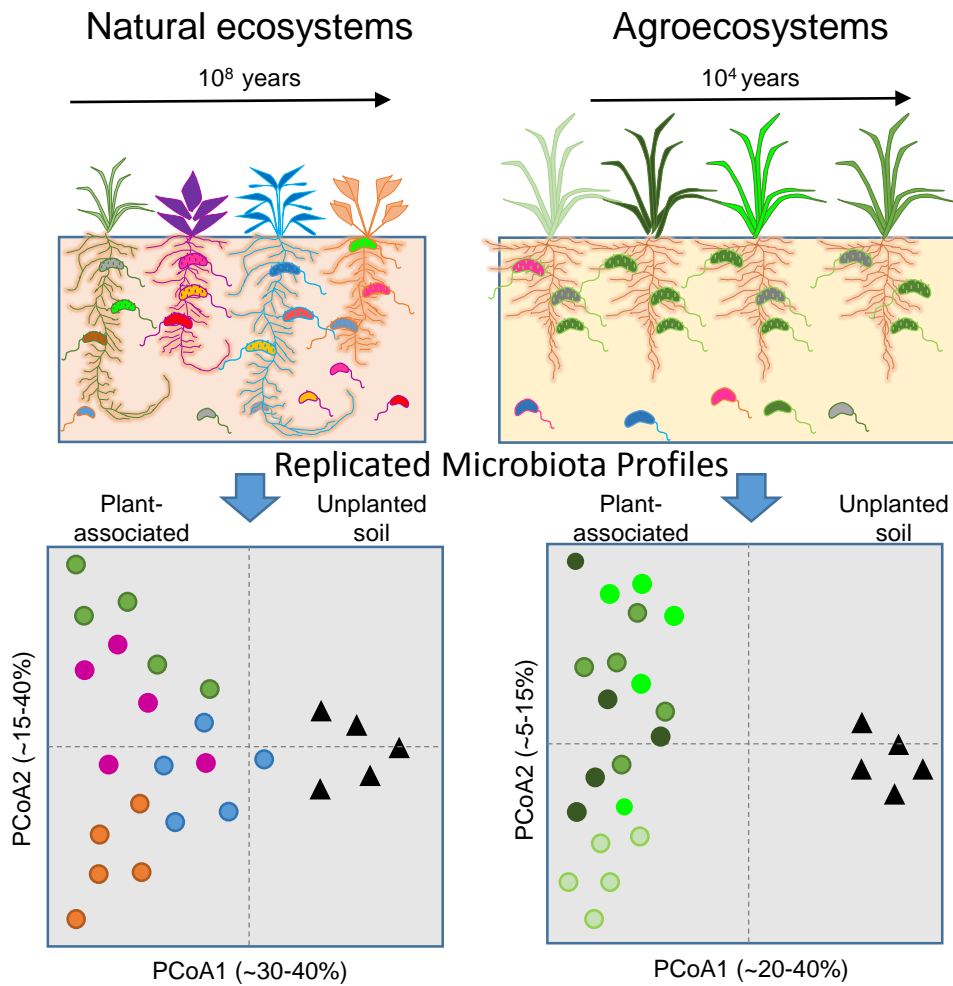 Natural ecosystems
Agroecosystems
10⁸ years
10⁴ years
Replicated Microbiota Profiles
Plant-
associated
Unplanted
soil
Plant-
associated
Unplanted
soil
PCoA2 (~15-40%)
PCoA1 (~30-40%)
PCoA2 (~5-15%)
PCoA1 (~20-40%)